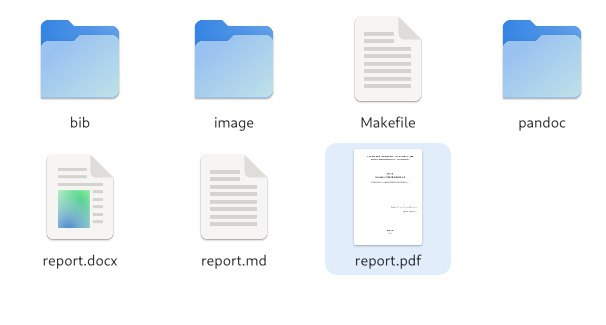 bib
image
Makefile
pandoc
report.docx
report.md
report.pdf